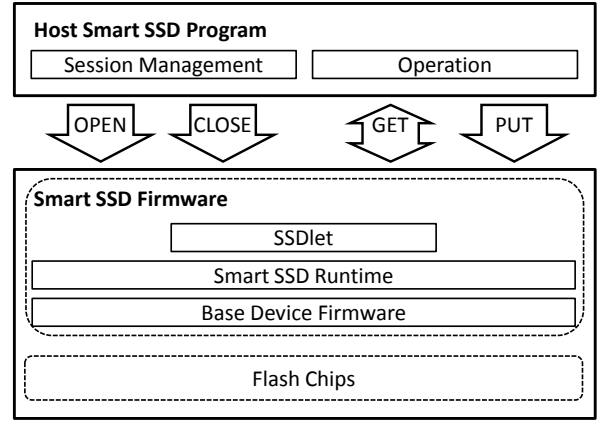 Host Smart SSD Program
Session Management Operation
OPEN CLOSE GET PUT
Smart SSD Firmware
SSDlet
Smart SSD Runtime
Base Device Firmware
Flash Chips